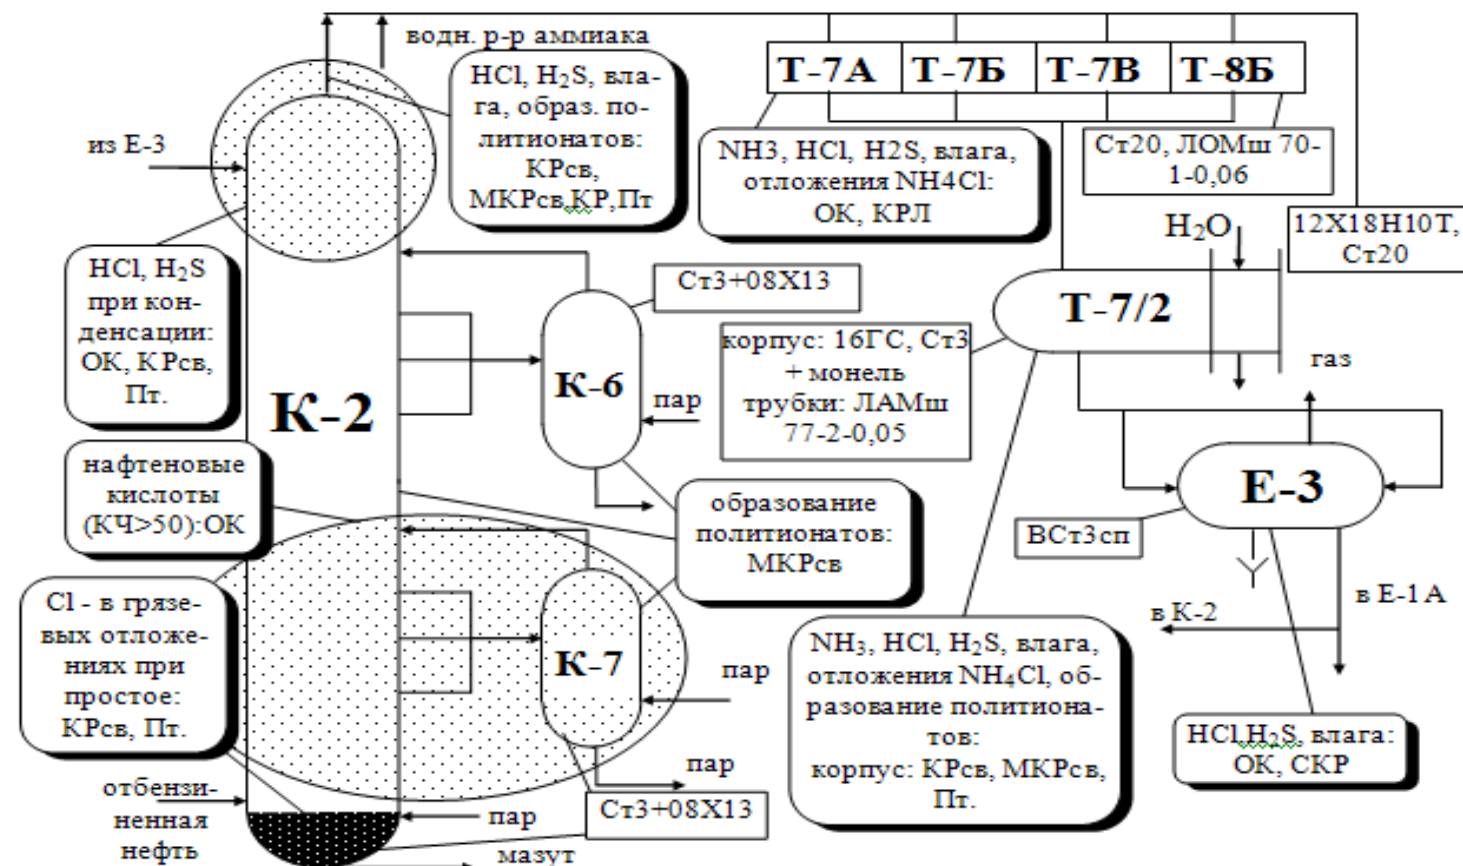 водн. р-р аммиака
HCl, H₂S, вла-
га, образ. по-
литионатов:
КРсв,
МКРсв,КР,Пт
из Е-3
HCl, H₂S
при кон-
денсации:
ОК, КРсв,
Пт.
К-2
нафтеновые
кислоты
(КЧ>50):ОК
Cl - в грязе-
вых отложе-
ниях при
простое:
КРсв, Пт.
отбензи-
ненная
нефть
пар
мазут
Ст3+08Х13
К-6
пар
образование
политионатов:
МКРсв
К-7
пар
пар
Ст3+08Х13
Т-7А
Т-7Б
Т-7В
Т-8Б
NH3, HCl, H2S, влага,
отложения NH4Cl:
ОК, КРЛ
Ст20, ЛОМш 70-
1-0,06
12Х18Н10Т,
Ст20
H₂O
Т-7/2
корпус: 16ГС, Ст3
+ монель
трубки: ЛАМш
77-2-0,05
газ
Е-3
ВСт3сп
в Е-1А
в К-2
NH₃, HCl, H₂S, влага,
отложения NH₄Cl, об-
разование политиона-
тов:
корпус: КРсв, МКРсв,
Пт.
HCl,H₂S, влага:
ОК, СКР